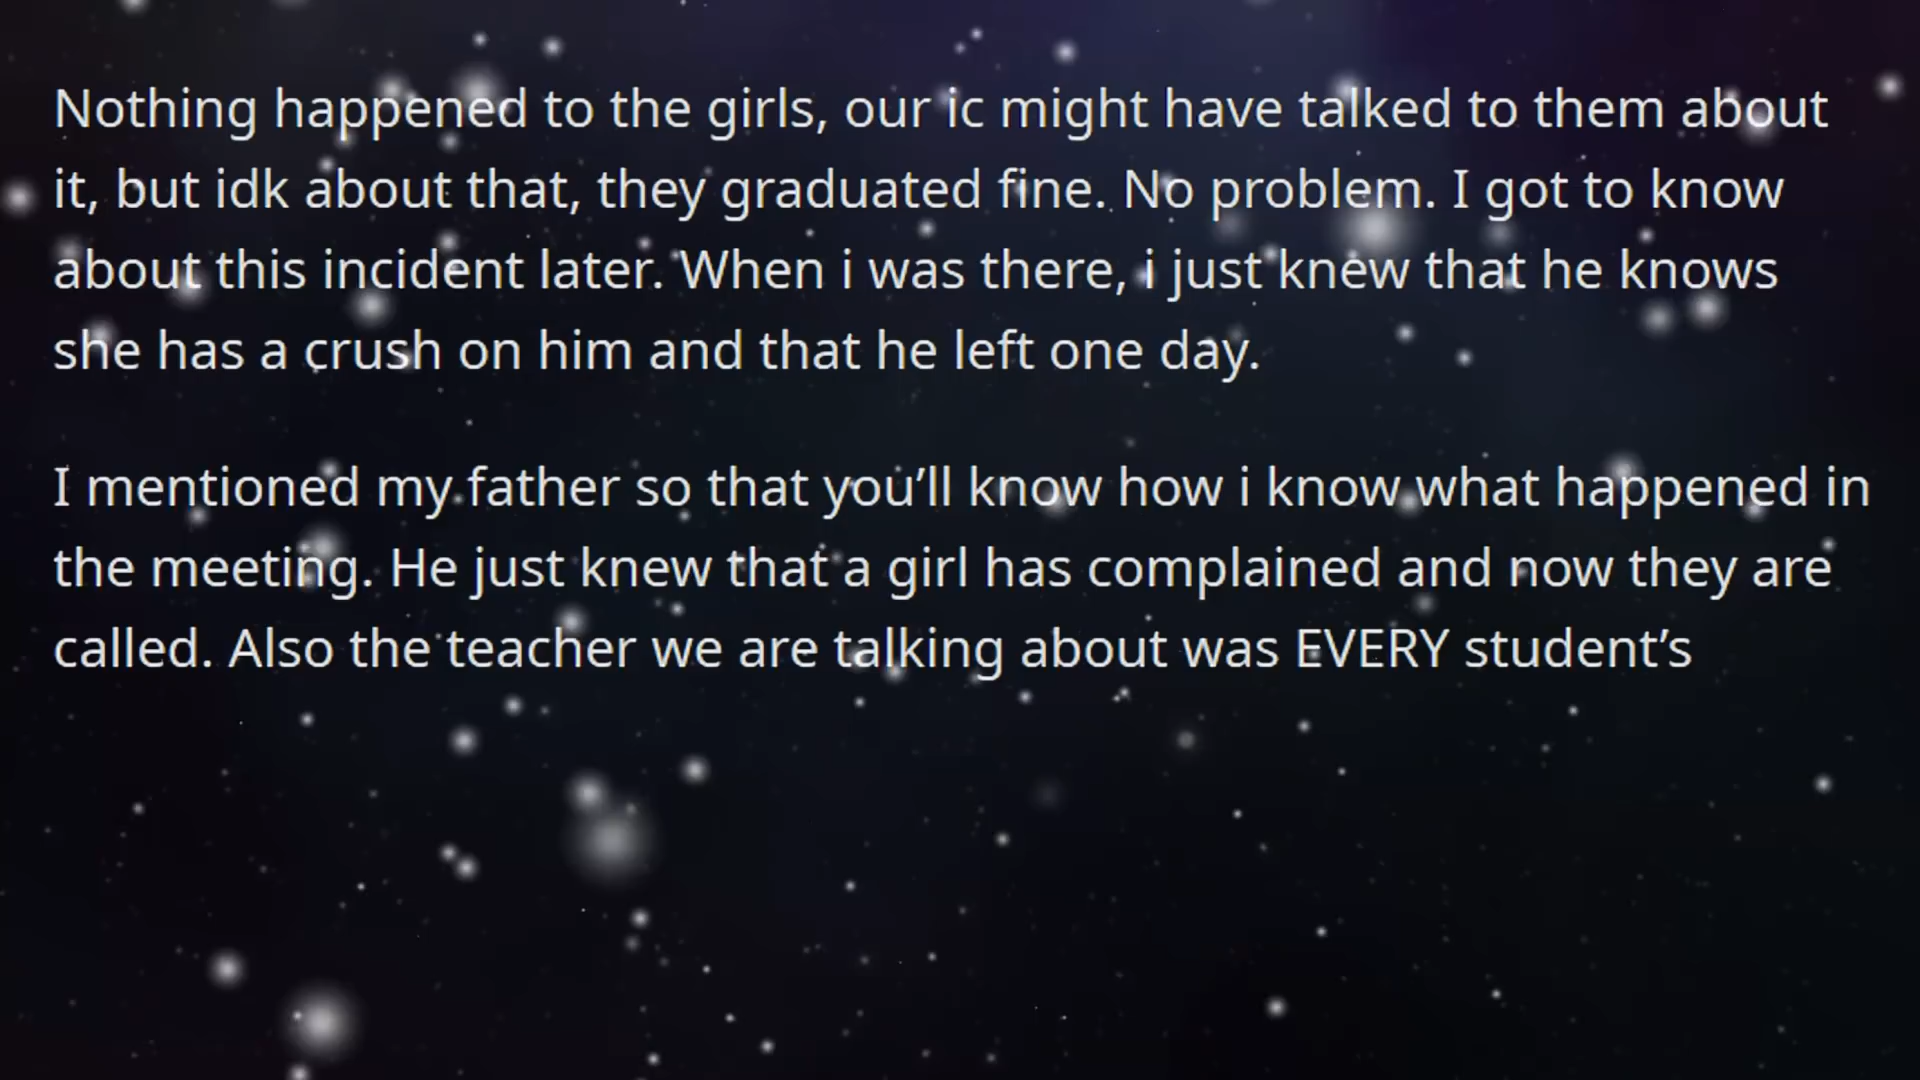 Nothing happened to the girls, our ic might have talked to them about
it, but idk about that, they graduated fine. No problem. I got to know
about this incident later. When i was there, i just knew that he knows
she has a crush on him and that he left one day.
I mentioned my father so that you’ll know how i know what happened in
the meeting. He just knew that a girl has complained and now they are
called. Also the teacher we are talking about was EVERY student’s